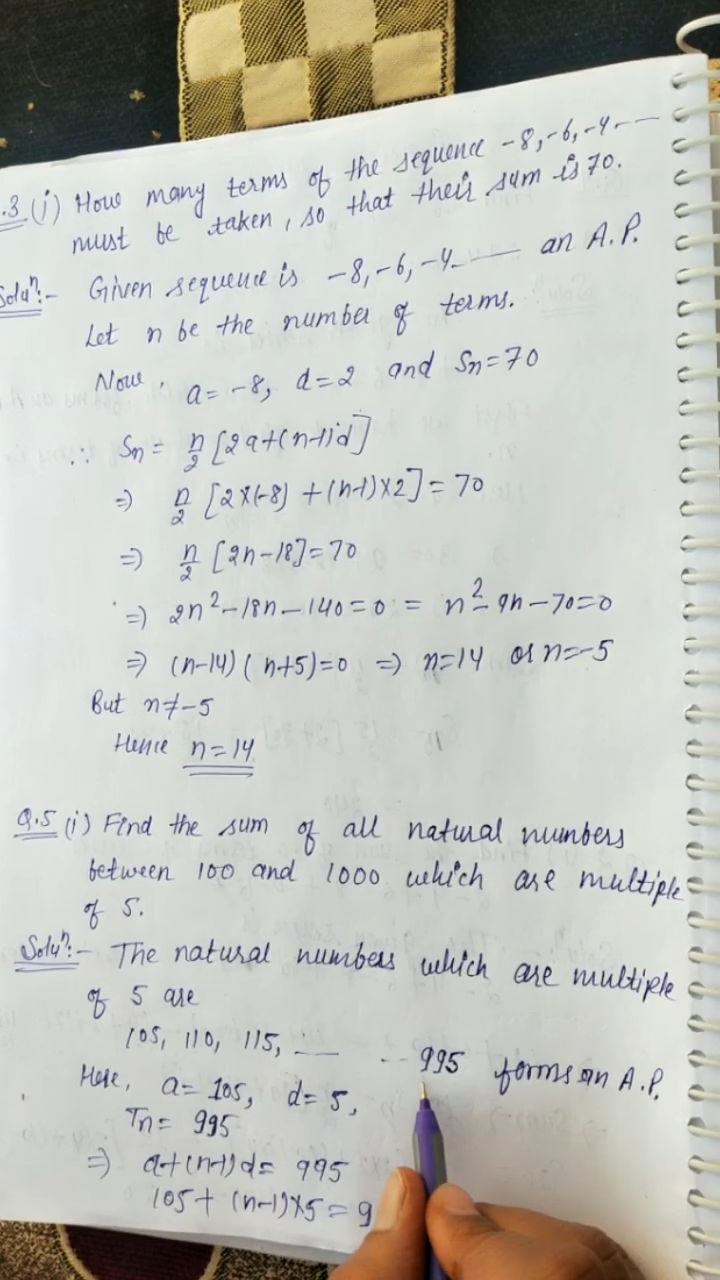 .3 (i) How many terms of the sequence -8, -6, -4 ----
must be taken, so that their sum is 70.
Soluⁿ:- Given sequence is -8, -6, -4 ---- an A.P.
Let n be the number of terms.
Now, a = -8, d = 2 and Sn = 70
∴ Sn = n/2 [2a+(n-1)d]
⇒ n/2 [2×(-8) + (n-1)×2] = 70
⇒ n/2 [2n-18] = 70
⇒ 2n² - 18n - 140 = 0 = n² - 9n - 70 = 0
⇒ (n-14) (n+5) = 0 ⇒ n = 14 or n = -5
But n ≠ -5
Hence n = 14
Q.5 (i) Find the sum of all natural numbers
between 100 and 1000 which are multiple
of 5.
Soluⁿ:- The natural numbers which are multiple
of 5 are
105, 110, 115, ---- 995 forms an A.P.
Here, a = 105, d = 5,
Tn = 995
⇒ a+(n-1)d = 995
105 + (n-1)×5 = 9